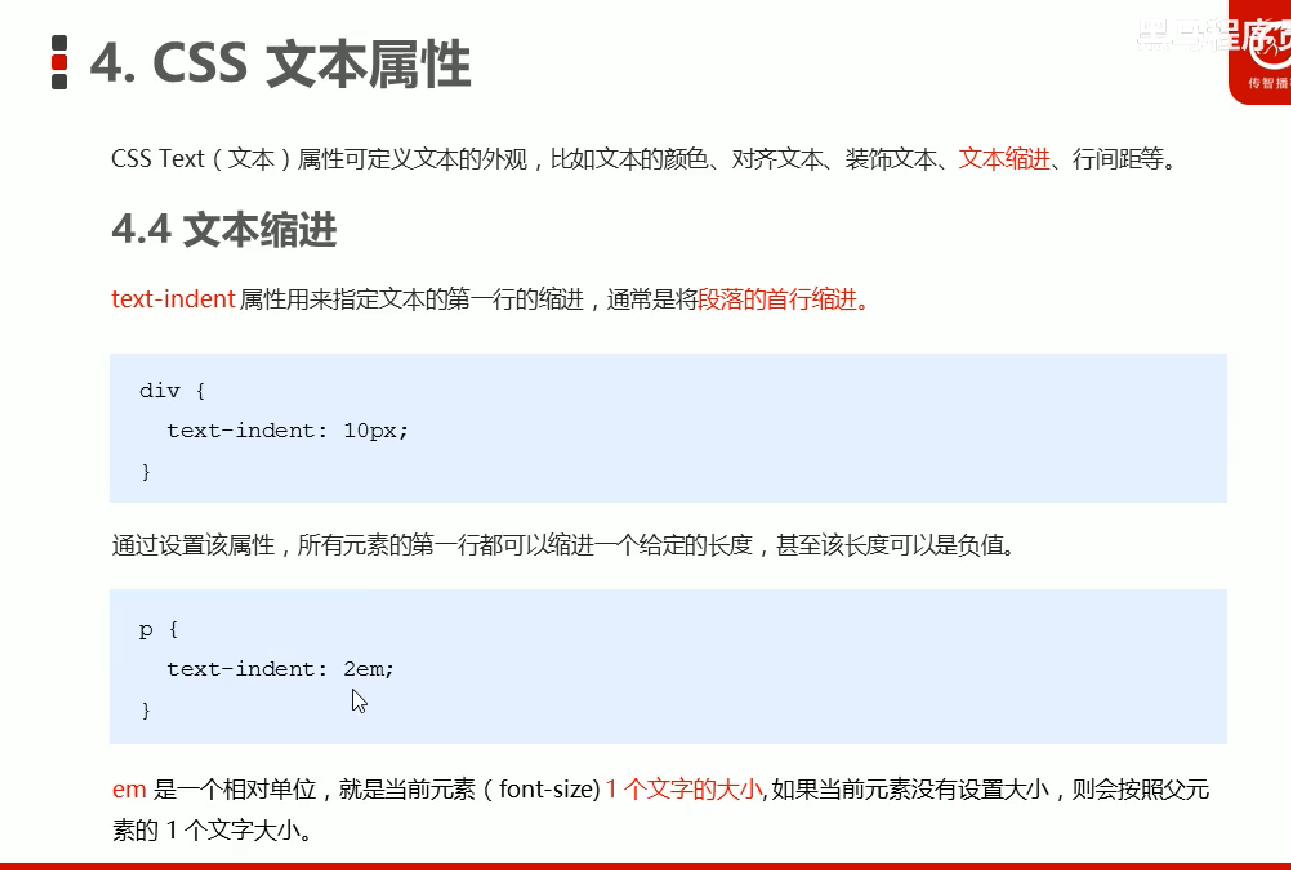 4. CSS 文本属性
黑马程序员
传智播
CSS Text（文本）属性可定义文本的外观，比如文本的颜色、对齐文本、装饰文本、文本缩进、行间距等。
4.4 文本缩进
text-indent 属性用来指定文本的第一行的缩进，通常是将段落的首行缩进。
div {
text-indent: 10px;
}
通过设置该属性，所有元素的第一行都可以缩进一个给定的长度，甚至该长度可以是负值。
p {
text-indent: 2em;
}
em 是一个相对单位，就是当前元素（font-size) 1 个文字的大小, 如果当前元素没有设置大小，则会按照父元
素的 1 个文字大小。